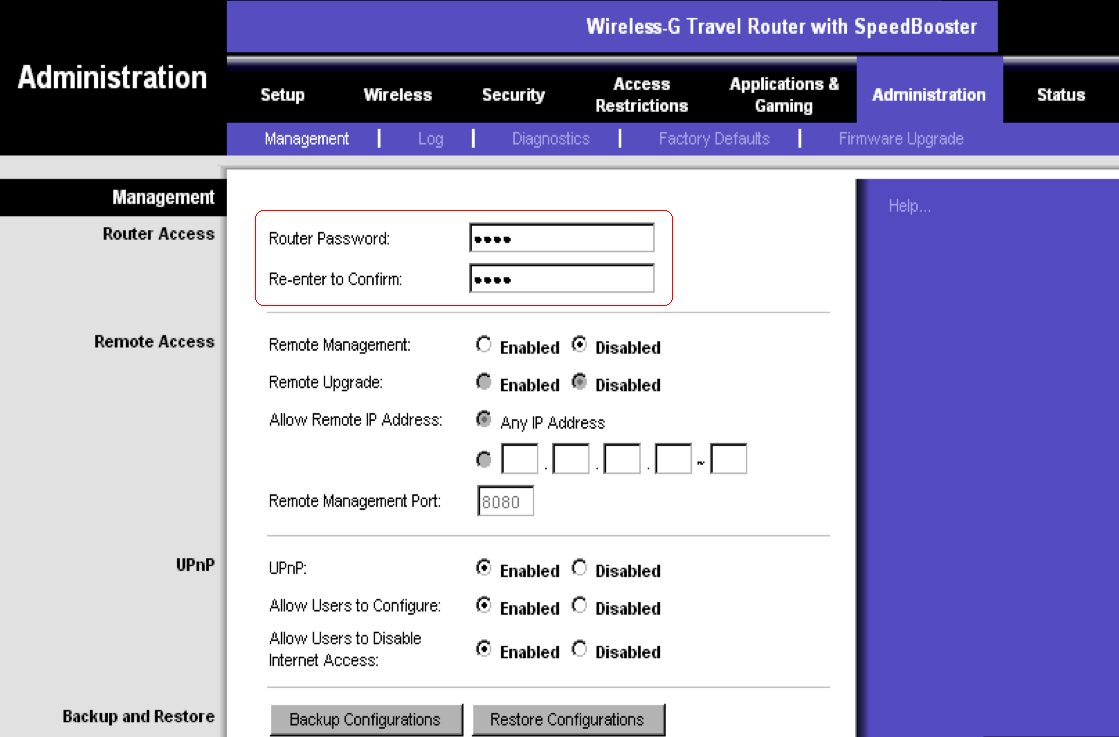 Wireless-G Travel Router with SpeedBooster
Administration
Setup
Wireless
Security
Access
Restrictions
Applications &
Gaming
Administration
Status
Management | Log | Diagnostics | Factory Defaults | Firmware Upgrade
Management
Help...
Router Access
Router Password: ••••
Re-enter to Confirm: ••••
Remote Access
Remote Management: Enabled Disabled
Remote Upgrade: Enabled Disabled
Allow Remote IP Address: Any IP Address
. . . ~
Remote Management Port: 8080
UPnP
UPnP: Enabled Disabled
Allow Users to Configure: Enabled Disabled
Allow Users to Disable
Internet Access: Enabled Disabled
Backup and Restore
Backup Configurations
Restore Configurations